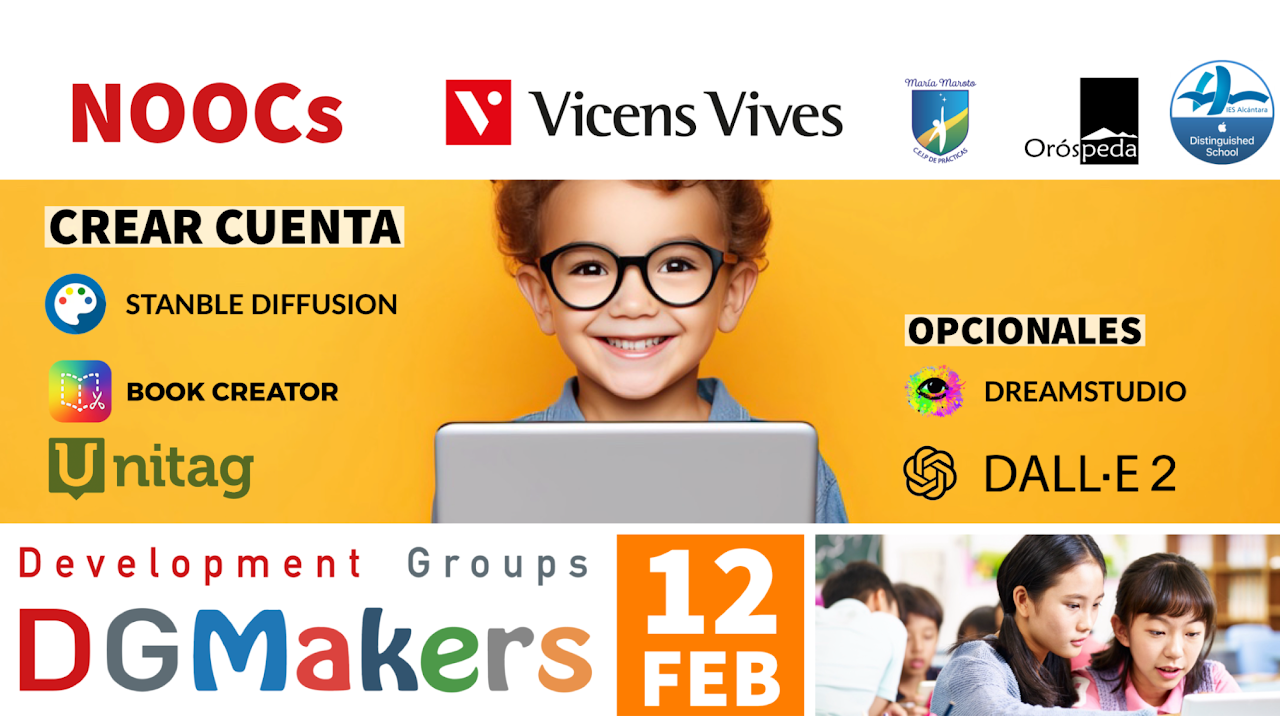 NOOCs
Vicens Vives
María Maroto
C.E.I.P DE PRÁCTICAS
Oróspeda
IES Alcántara
Distinguished
School
CREAR CUENTA
STANBLE DIFFUSION
BOOK CREATOR
Unitag
OPCIONALES
DREAMSTUDIO
DALL·E 2
Development Groups
DGMakers
12
FEB